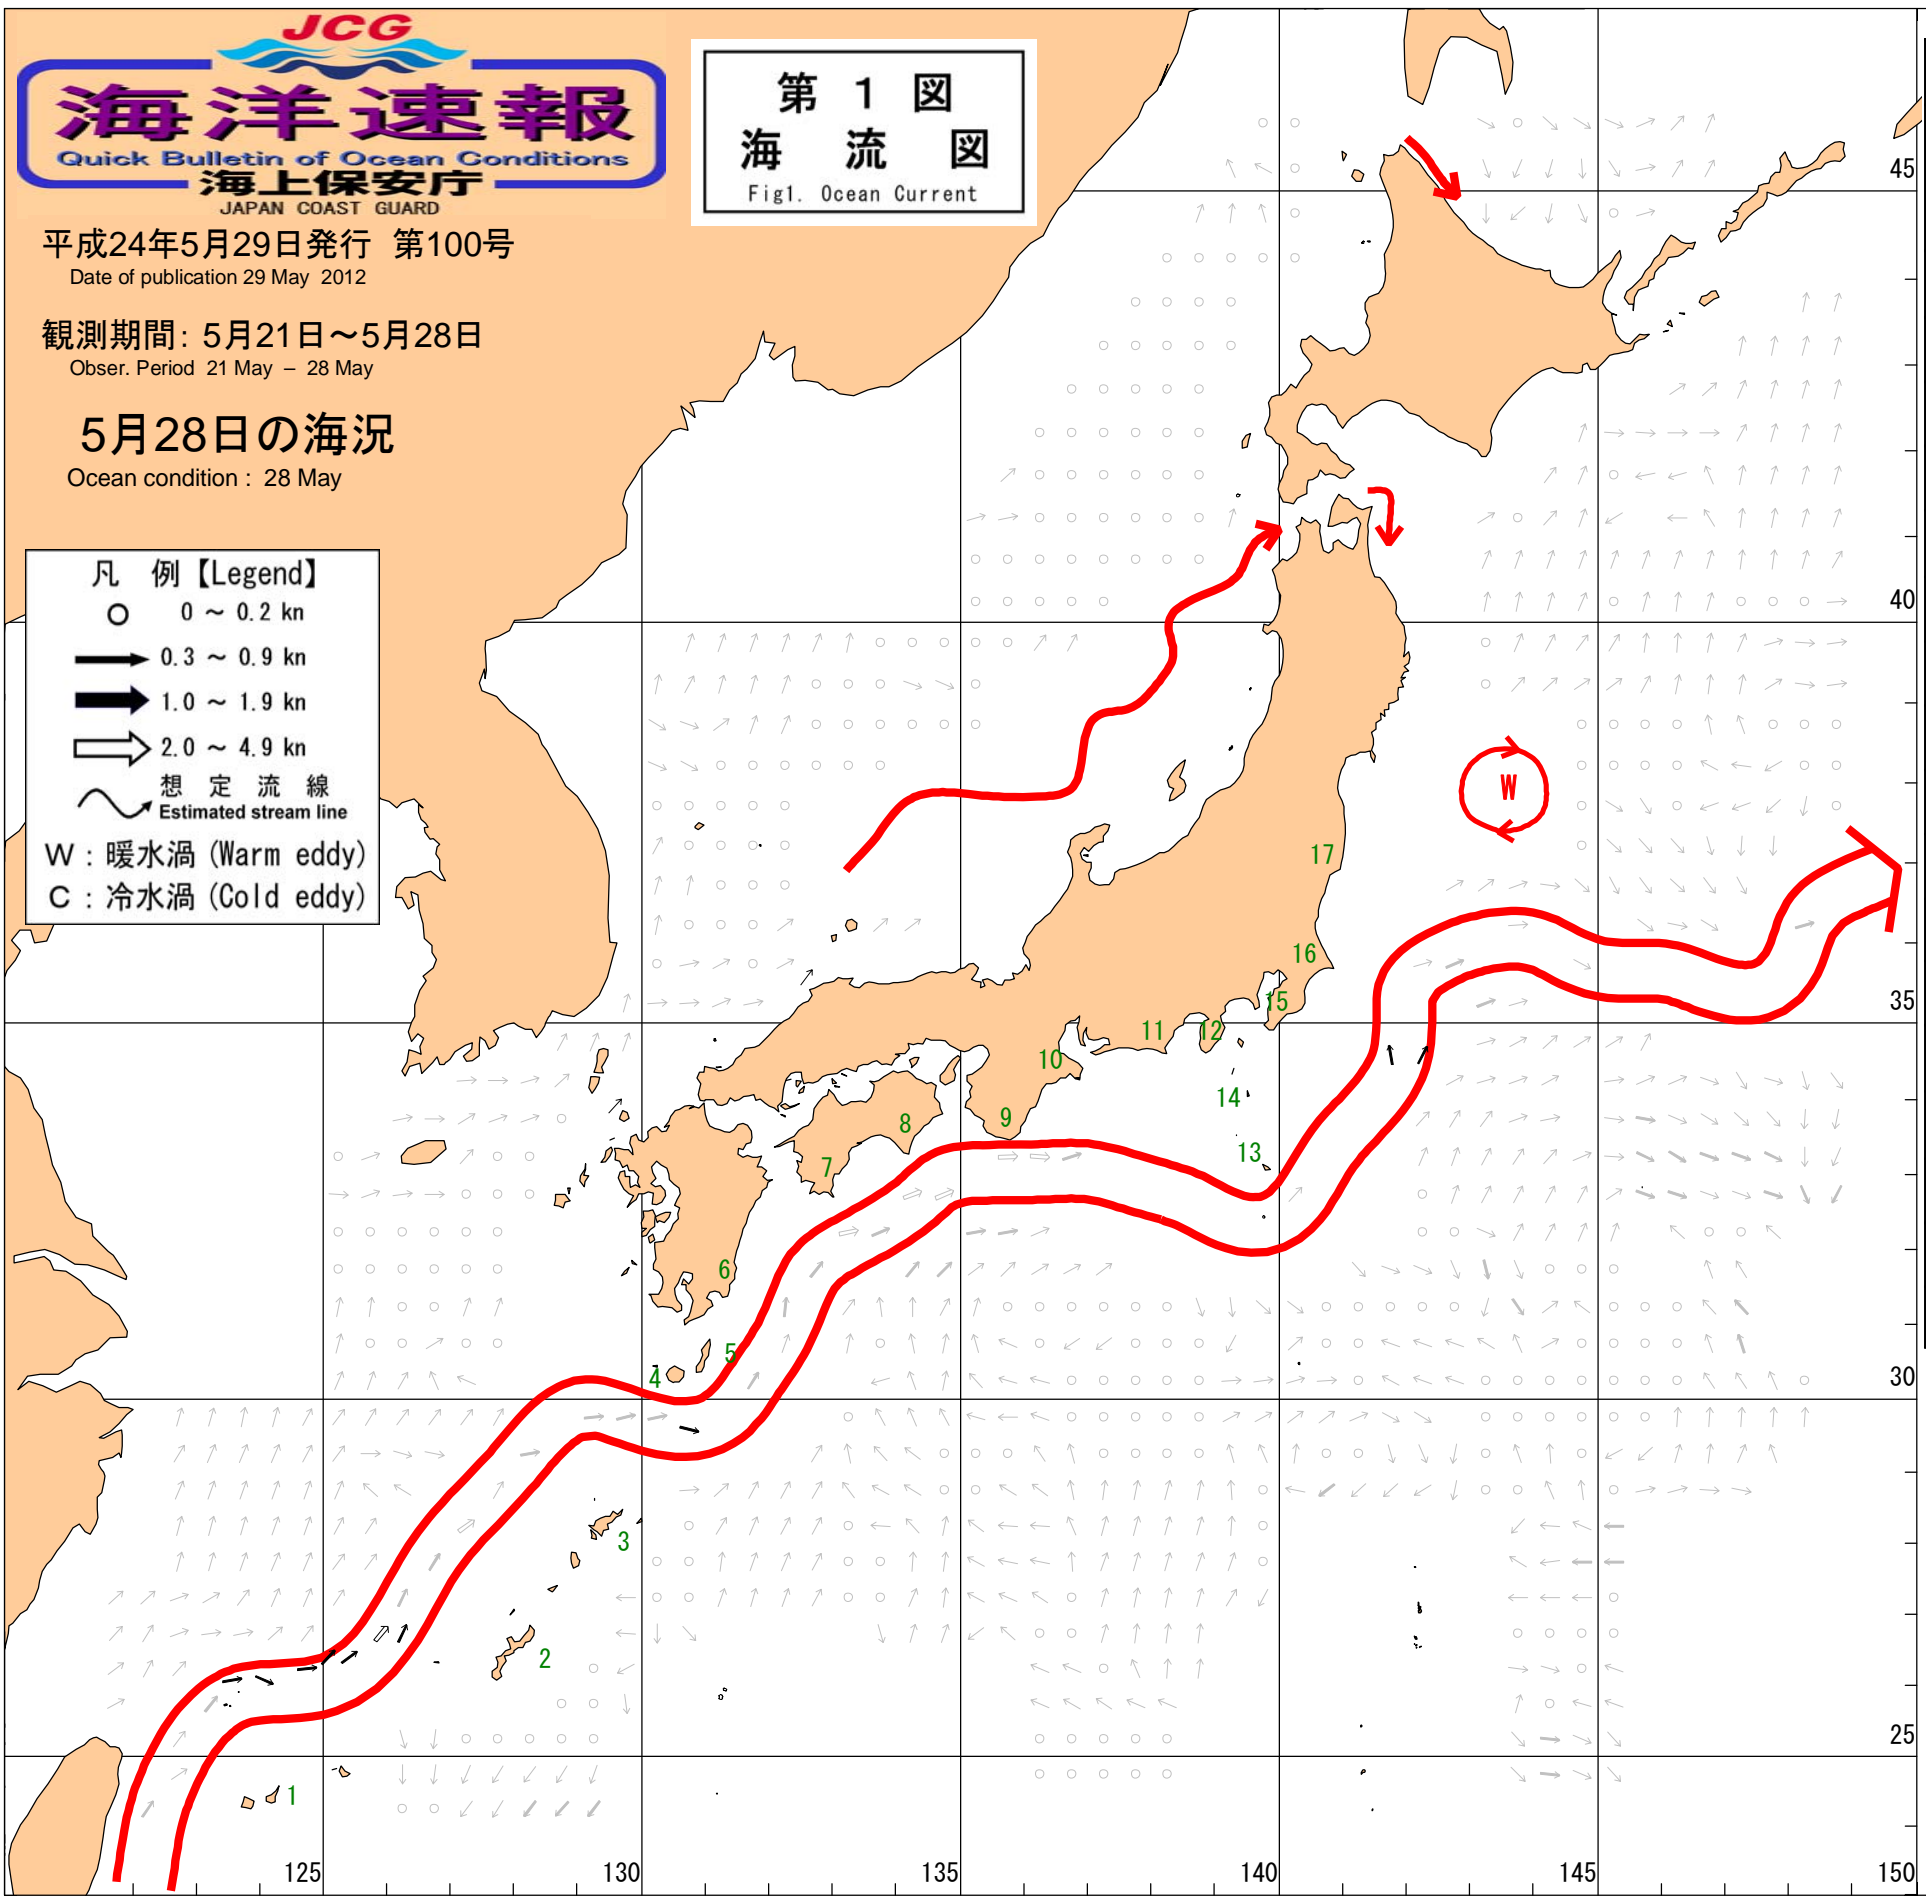 JCG
海洋速報
Quick Bulletin of Ocean Conditions
海上保安庁
JAPAN COAST GUARD
第 1 図
海 流 図
Fig1. Ocean Current
平成24年5月29日発行 第100号
Date of publication 29 May 2012
観測期間: 5月21日～5月28日
Obser. Period 21 May – 28 May
5月28日の海況
Ocean condition : 28 May
凡 例【Legend】
0 ～ 0.2 kn
0.3 ～ 0.9 kn
1.0 ～ 1.9 kn
2.0 ～ 4.9 kn
想 定 流 線
Estimated stream line
W : 暖水渦 (Warm eddy)
C : 冷水渦 (Cold eddy)
45
40
W
17
16
35
15
12
11
10
14
9
8
13
7
6
5
4
30
3
2
25
1
125
130
135
140
145
150